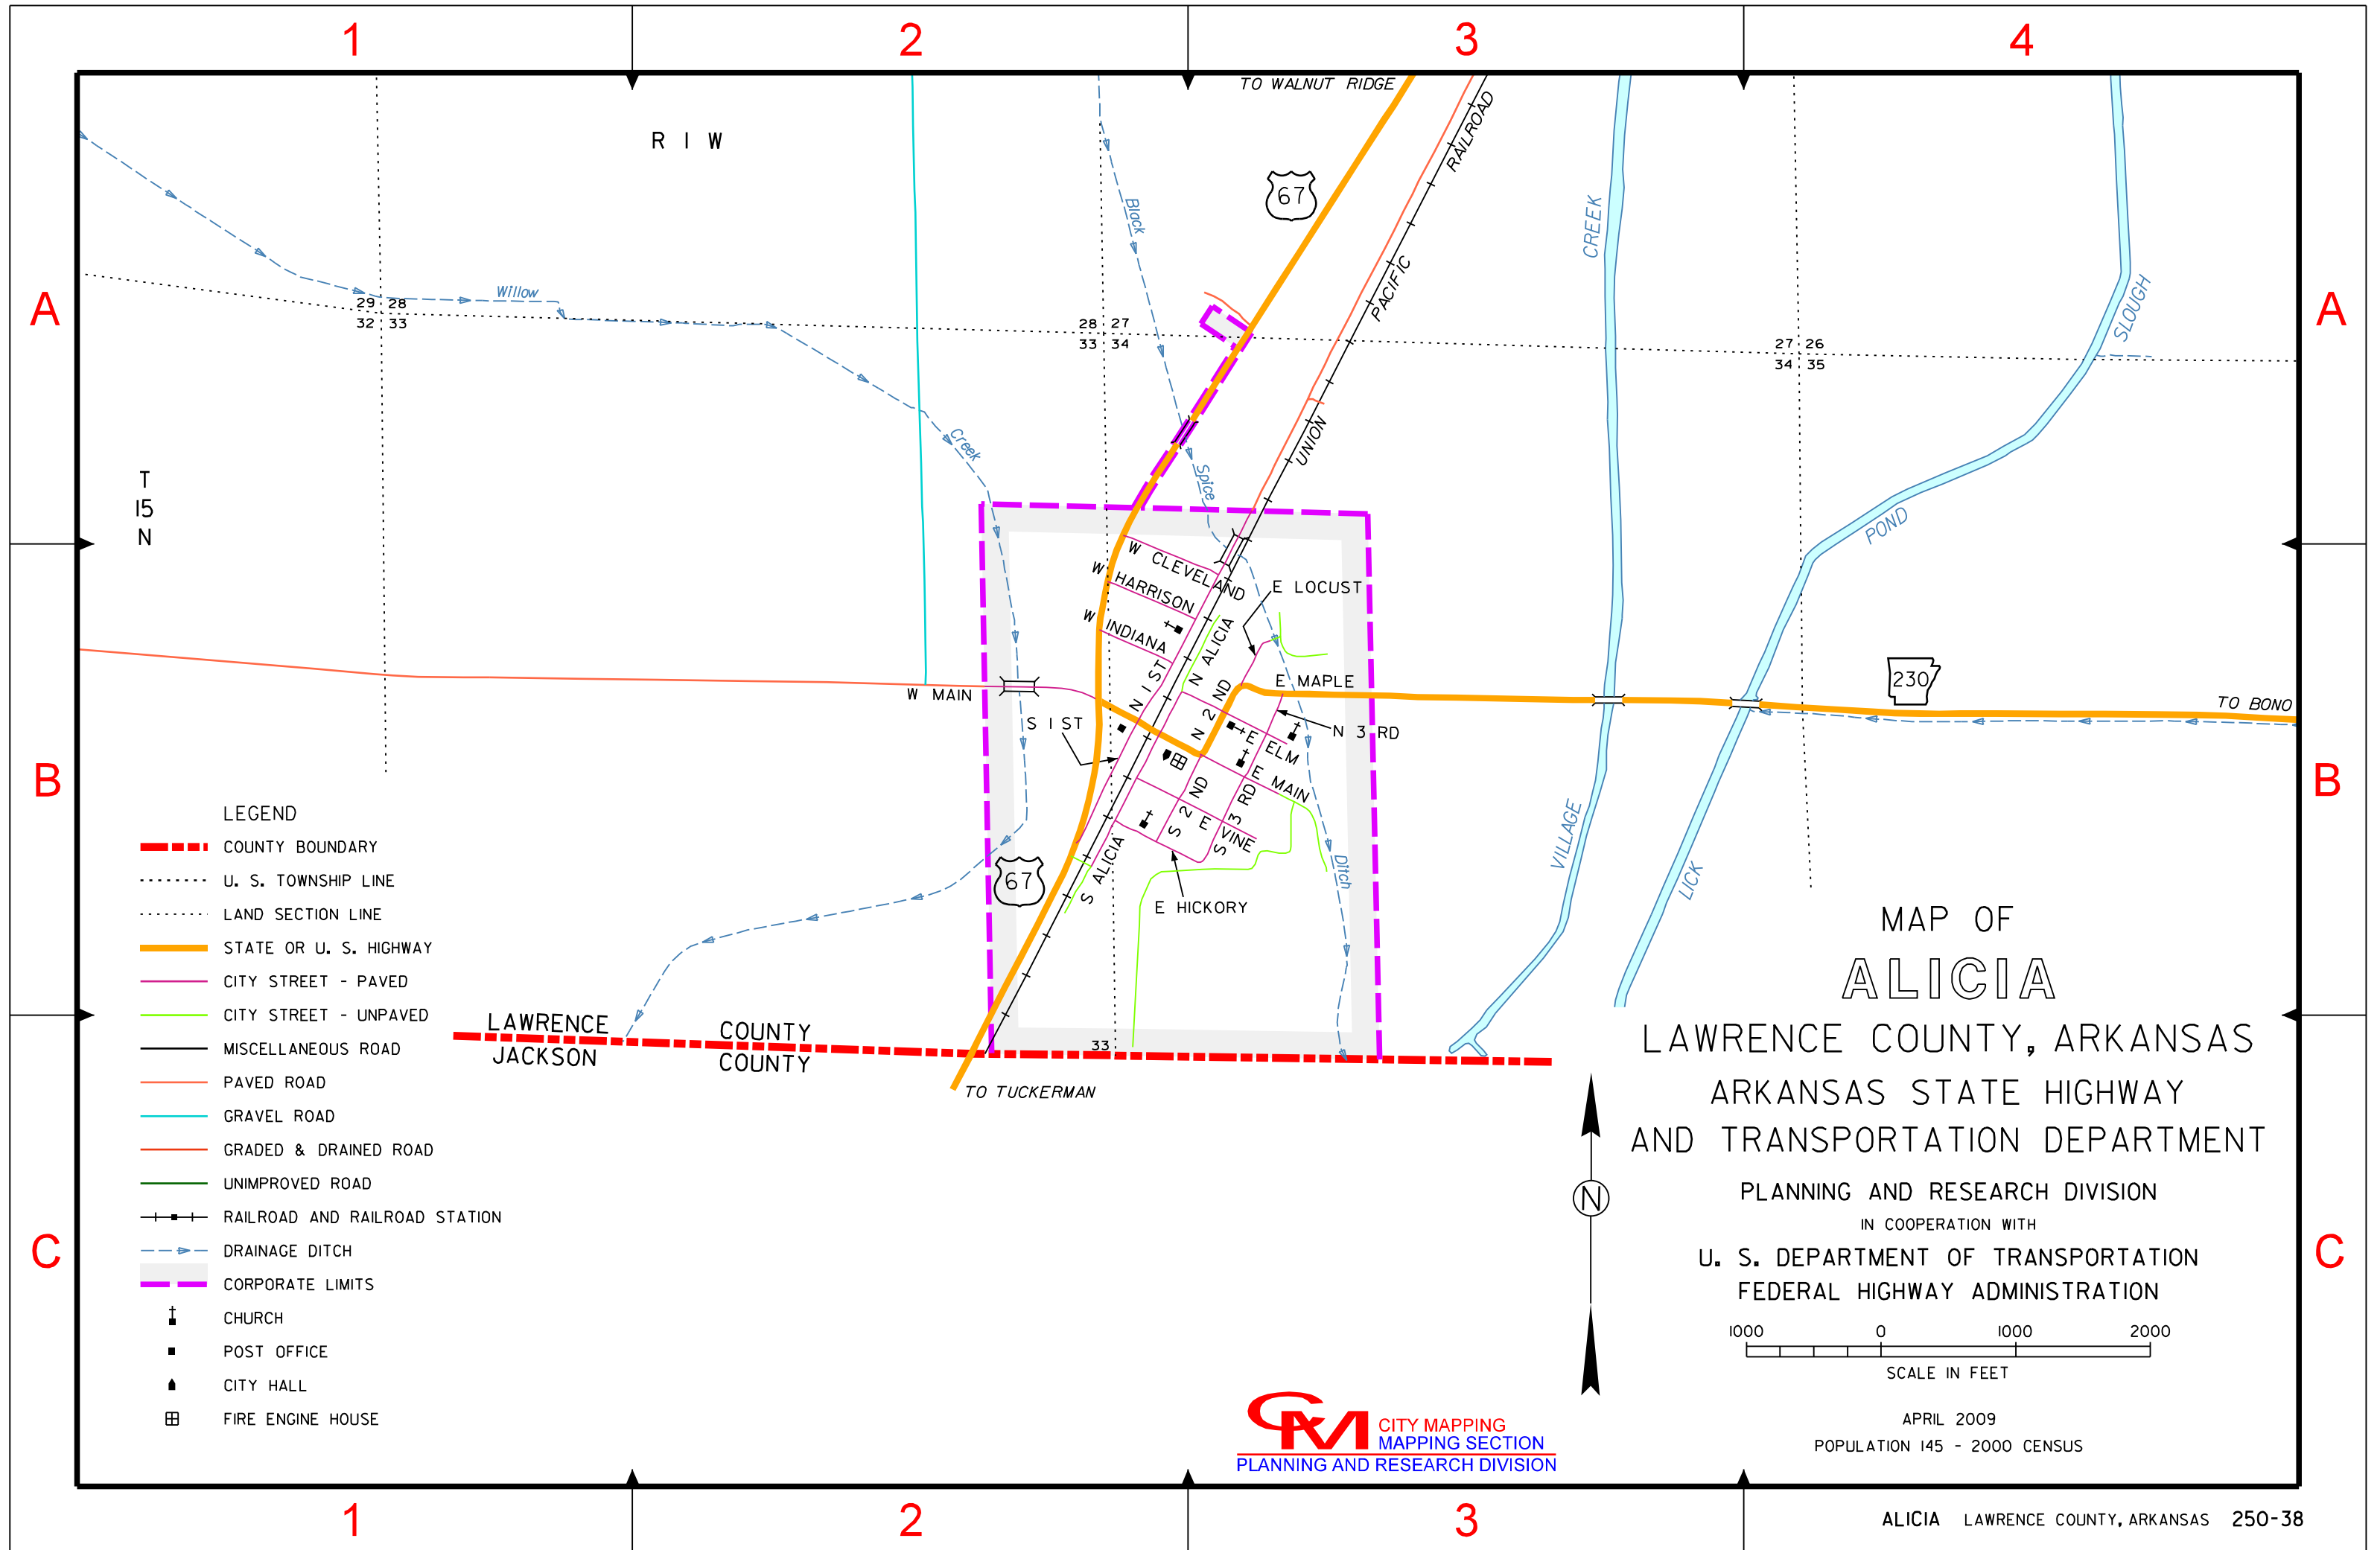 1 2 3 4
TO WALNUT RIDGE
R I W
67
RAILROAD
PACIFIC
UNION
Black
Spice
Ditch
CREEK
VILLAGE
SLOUGH
POND
LICK
A A
Willow
Creek
29 28
32 33
28 27
33 34
27 26
34 35
T
15
N
W CLEVELAND
W HARRISON
W INDIANA
E LOCUST
N ALICIA
N 1 ST
N 2 ND
E MAPLE
W MAIN
S 1 ST
N 3 RD
E ELM
E MAIN
S 2 ND
S 3 RD
E VINE
S ALICIA
E HICKORY
67
230
TO BONO
B B
LEGEND
COUNTY BOUNDARY
U. S. TOWNSHIP LINE
LAND SECTION LINE
STATE OR U. S. HIGHWAY
CITY STREET - PAVED
CITY STREET - UNPAVED
MISCELLANEOUS ROAD
PAVED ROAD
GRAVEL ROAD
GRADED & DRAINED ROAD
UNIMPROVED ROAD
RAILROAD AND RAILROAD STATION
DRAINAGE DITCH
CORPORATE LIMITS
CHURCH
POST OFFICE
CITY HALL
FIRE ENGINE HOUSE
LAWRENCE COUNTY
JACKSON COUNTY
33
TO TUCKERMAN
MAP OF
ALICIA
LAWRENCE COUNTY, ARKANSAS
ARKANSAS STATE HIGHWAY
AND TRANSPORTATION DEPARTMENT
PLANNING AND RESEARCH DIVISION
IN COOPERATION WITH
U. S. DEPARTMENT OF TRANSPORTATION
FEDERAL HIGHWAY ADMINISTRATION
N
C C
1000 0 1000 2000
SCALE IN FEET
APRIL 2009
POPULATION 145 - 2000 CENSUS
CM
CITY MAPPING
MAPPING SECTION
PLANNING AND RESEARCH DIVISION
1 2 3
ALICIA LAWRENCE COUNTY, ARKANSAS 250-38